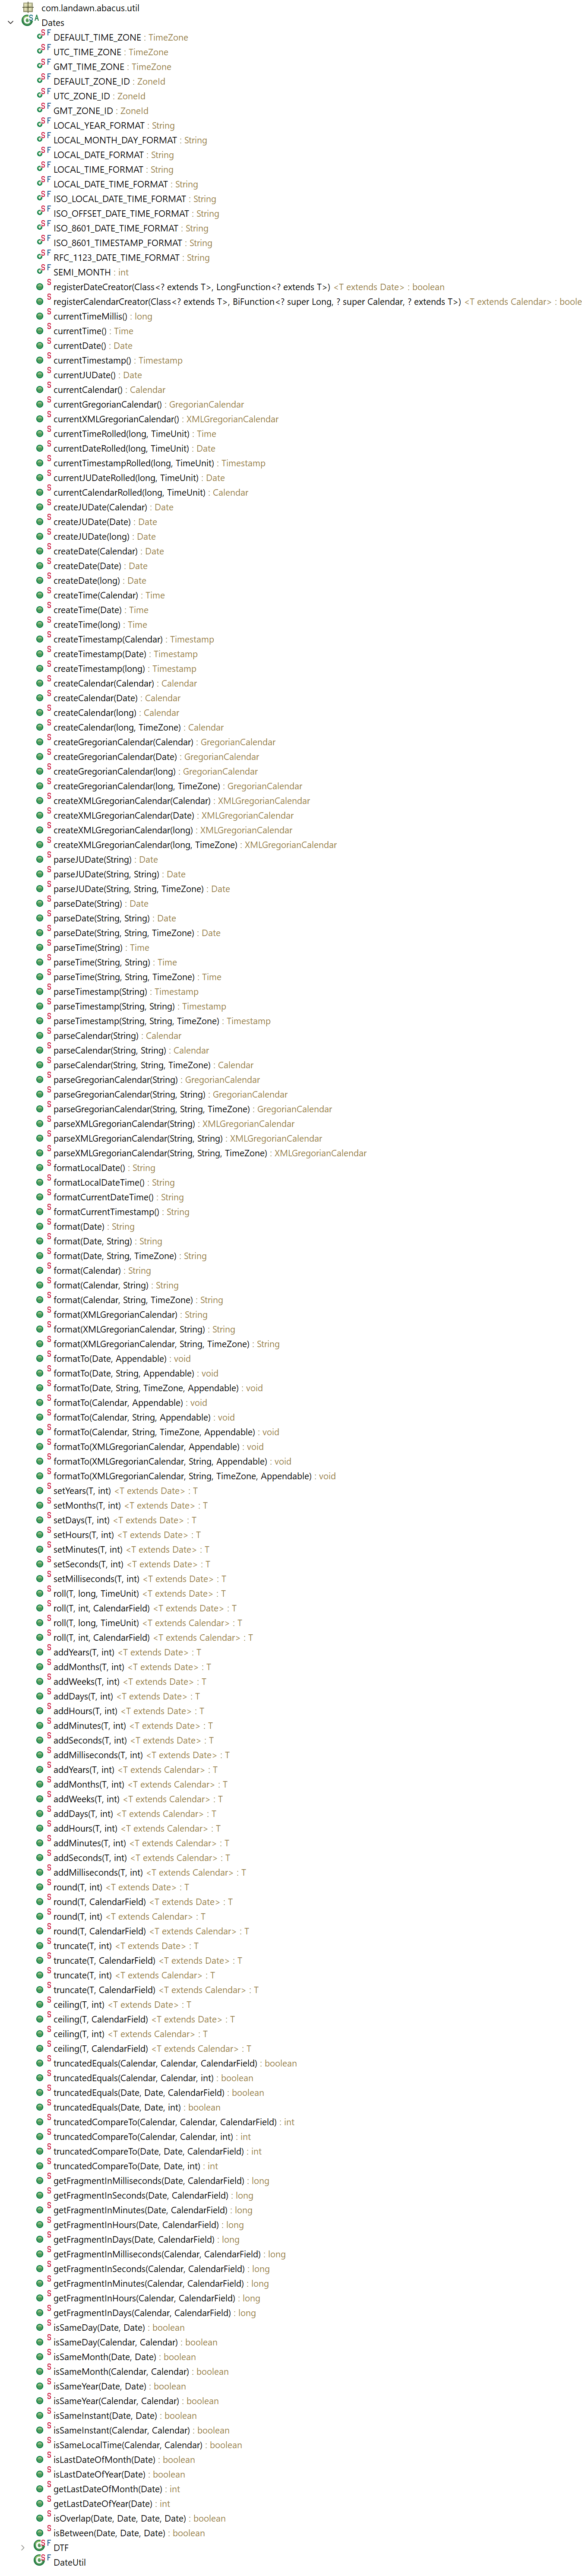 com.landawn.abacus.util
Dates
DEFAULT_TIME_ZONE : TimeZone
UTC_TIME_ZONE : TimeZone
GMT_TIME_ZONE : TimeZone
DEFAULT_ZONE_ID : ZoneId
UTC_ZONE_ID : ZoneId
GMT_ZONE_ID : ZoneId
LOCAL_YEAR_FORMAT : String
LOCAL_MONTH_DAY_FORMAT : String
LOCAL_DATE_FORMAT : String
LOCAL_TIME_FORMAT : String
LOCAL_DATE_TIME_FORMAT : String
ISO_LOCAL_DATE_TIME_FORMAT : String
ISO_OFFSET_DATE_TIME_FORMAT : String
ISO_8601_DATE_TIME_FORMAT : String
ISO_8601_TIMESTAMP_FORMAT : String
RFC_1123_DATE_TIME_FORMAT : String
SEMI_MONTH : int
registerDateCreator(Class<? extends T>, LongFunction<? extends T>) <T extends Date> : boolean
registerCalendarCreator(Class<? extends T>, BiFunction<? super Long, ? super Calendar, ? extends T>) <T extends Calendar> : boole
currentTimeMillis() : long
currentTime() : Time
currentDate() : Date
currentTimestamp() : Timestamp
currentJUDate() : Date
currentCalendar() : Calendar
currentGregorianCalendar() : GregorianCalendar
currentXMLGregorianCalendar() : XMLGregorianCalendar
currentTimeRolled(long, TimeUnit) : Time
currentDateRolled(long, TimeUnit) : Date
currentTimestampRolled(long, TimeUnit) : Timestamp
currentJUDateRolled(long, TimeUnit) : Date
currentCalendarRolled(long, TimeUnit) : Calendar
createJUDate(Calendar) : Date
createJUDate(Date) : Date
createJUDate(long) : Date
createDate(Calendar) : Date
createDate(Date) : Date
createDate(long) : Date
createTime(Calendar) : Time
createTime(Date) : Time
createTime(long) : Time
createTimestamp(Calendar) : Timestamp
createTimestamp(Date) : Timestamp
createTimestamp(long) : Timestamp
createCalendar(Calendar) : Calendar
createCalendar(Date) : Calendar
createCalendar(long) : Calendar
createCalendar(long, TimeZone) : Calendar
createGregorianCalendar(Calendar) : GregorianCalendar
createGregorianCalendar(Date) : GregorianCalendar
createGregorianCalendar(long) : GregorianCalendar
createGregorianCalendar(long, TimeZone) : GregorianCalendar
createXMLGregorianCalendar(Calendar) : XMLGregorianCalendar
createXMLGregorianCalendar(Date) : XMLGregorianCalendar
createXMLGregorianCalendar(long) : XMLGregorianCalendar
createXMLGregorianCalendar(long, TimeZone) : XMLGregorianCalendar
parseJUDate(String) : Date
parseJUDate(String, String) : Date
parseJUDate(String, String, TimeZone) : Date
parseDate(String) : Date
parseDate(String, String) : Date
parseDate(String, String, TimeZone) : Date
parseTime(String) : Time
parseTime(String, String) : Time
parseTime(String, String, TimeZone) : Time
parseTimestamp(String) : Timestamp
parseTimestamp(String, String) : Timestamp
parseTimestamp(String, String, TimeZone) : Timestamp
parseCalendar(String) : Calendar
parseCalendar(String, String) : Calendar
parseCalendar(String, String, TimeZone) : Calendar
parseGregorianCalendar(String) : GregorianCalendar
parseGregorianCalendar(String, String) : GregorianCalendar
parseGregorianCalendar(String, String, TimeZone) : GregorianCalendar
parseXMLGregorianCalendar(String) : XMLGregorianCalendar
parseXMLGregorianCalendar(String, String) : XMLGregorianCalendar
parseXMLGregorianCalendar(String, String, TimeZone) : XMLGregorianCalendar
formatLocalDate() : String
formatLocalDateTime() : String
formatCurrentDateTime() : String
formatCurrentTimestamp() : String
format(Date) : String
format(Date, String) : String
format(Date, String, TimeZone) : String
format(Calendar) : String
format(Calendar, String) : String
format(Calendar, String, TimeZone) : String
format(XMLGregorianCalendar) : String
format(XMLGregorianCalendar, String) : String
format(XMLGregorianCalendar, String, TimeZone) : String
formatTo(Date, Appendable) : void
formatTo(Date, String, Appendable) : void
formatTo(Date, String, TimeZone, Appendable) : void
formatTo(Calendar, Appendable) : void
formatTo(Calendar, String, Appendable) : void
formatTo(Calendar, String, TimeZone, Appendable) : void
formatTo(XMLGregorianCalendar, Appendable) : void
formatTo(XMLGregorianCalendar, String, Appendable) : void
formatTo(XMLGregorianCalendar, String, TimeZone, Appendable) : void
setYears(T, int) <T extends Date> : T
setMonths(T, int) <T extends Date> : T
setDays(T, int) <T extends Date> : T
setHours(T, int) <T extends Date> : T
setMinutes(T, int) <T extends Date> : T
setSeconds(T, int) <T extends Date> : T
setMilliseconds(T, int) <T extends Date> : T
roll(T, long, TimeUnit) <T extends Date> : T
roll(T, int, CalendarField) <T extends Date> : T
roll(T, long, TimeUnit) <T extends Calendar> : T
roll(T, int, CalendarField) <T extends Calendar> : T
addYears(T, int) <T extends Date> : T
addMonths(T, int) <T extends Date> : T
addWeeks(T, int) <T extends Date> : T
addDays(T, int) <T extends Date> : T
addHours(T, int) <T extends Date> : T
addMinutes(T, int) <T extends Date> : T
addSeconds(T, int) <T extends Date> : T
addMilliseconds(T, int) <T extends Date> : T
addYears(T, int) <T extends Calendar> : T
addMonths(T, int) <T extends Calendar> : T
addWeeks(T, int) <T extends Calendar> : T
addDays(T, int) <T extends Calendar> : T
addHours(T, int) <T extends Calendar> : T
addMinutes(T, int) <T extends Calendar> : T
addSeconds(T, int) <T extends Calendar> : T
addMilliseconds(T, int) <T extends Calendar> : T
round(T, int) <T extends Date> : T
round(T, CalendarField) <T extends Date> : T
round(T, int) <T extends Calendar> : T
round(T, CalendarField) <T extends Calendar> : T
truncate(T, int) <T extends Date> : T
truncate(T, CalendarField) <T extends Date> : T
truncate(T, int) <T extends Calendar> : T
truncate(T, CalendarField) <T extends Calendar> : T
ceiling(T, int) <T extends Date> : T
ceiling(T, CalendarField) <T extends Date> : T
ceiling(T, int) <T extends Calendar> : T
ceiling(T, CalendarField) <T extends Calendar> : T
truncatedEquals(Calendar, Calendar, CalendarField) : boolean
truncatedEquals(Calendar, Calendar, int) : boolean
truncatedEquals(Date, Date, CalendarField) : boolean
truncatedEquals(Date, Date, int) : boolean
truncatedCompareTo(Calendar, Calendar, CalendarField) : int
truncatedCompareTo(Calendar, Calendar, int) : int
truncatedCompareTo(Date, Date, CalendarField) : int
truncatedCompareTo(Date, Date, int) : int
getFragmentInMilliseconds(Date, CalendarField) : long
getFragmentInSeconds(Date, CalendarField) : long
getFragmentInMinutes(Date, CalendarField) : long
getFragmentInHours(Date, CalendarField) : long
getFragmentInDays(Date, CalendarField) : long
getFragmentInMilliseconds(Calendar, CalendarField) : long
getFragmentInSeconds(Calendar, CalendarField) : long
getFragmentInMinutes(Calendar, CalendarField) : long
getFragmentInHours(Calendar, CalendarField) : long
getFragmentInDays(Calendar, CalendarField) : long
isSameDay(Date, Date) : boolean
isSameDay(Calendar, Calendar) : boolean
isSameMonth(Date, Date) : boolean
isSameMonth(Calendar, Calendar) : boolean
isSameYear(Date, Date) : boolean
isSameYear(Calendar, Calendar) : boolean
isSameInstant(Date, Date) : boolean
isSameInstant(Calendar, Calendar) : boolean
isSameLocalTime(Calendar, Calendar) : boolean
isLastDateOfMonth(Date) : boolean
isLastDateOfYear(Date) : boolean
getLastDateOfMonth(Date) : int
getLastDateOfYear(Date) : int
isOverlap(Date, Date, Date, Date) : boolean
isBetween(Date, Date, Date) : boolean
DTF
DateUtil